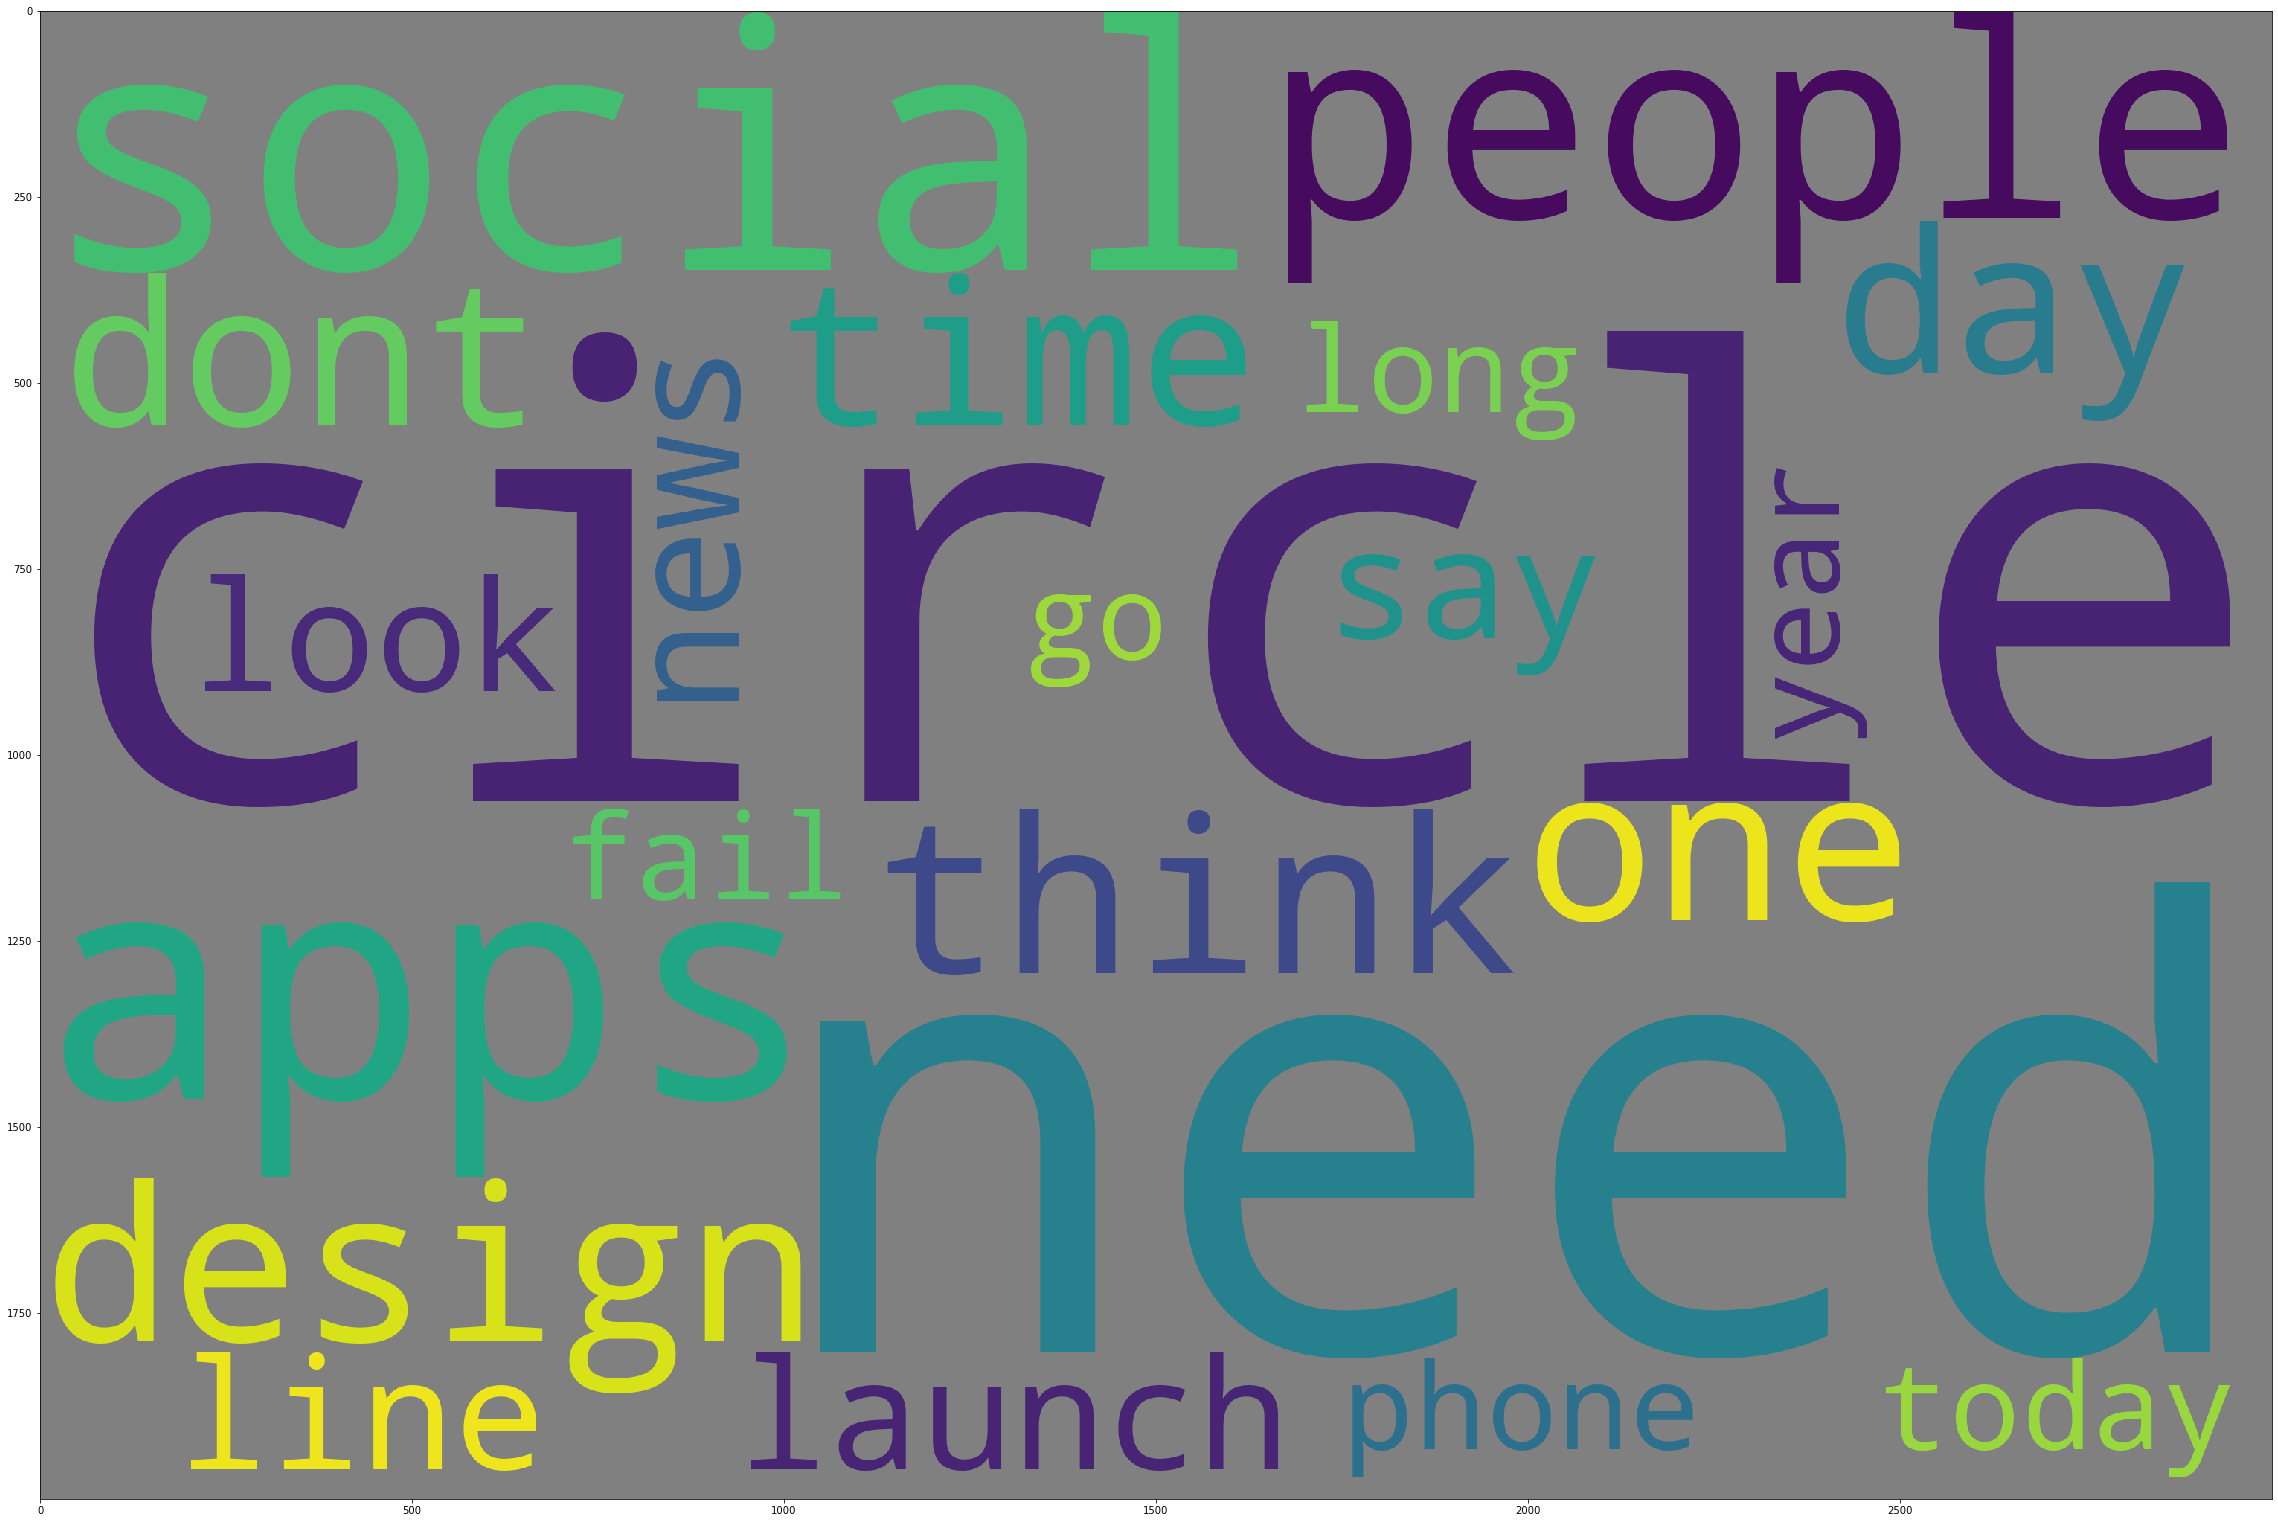 0
250
500
750
1000
1250
1500
1750
social people
day
dont time long
circle
news
year
look go say
fail think one
apps
need
design
line launch phone today
0 500 1000 1500 2000 2500